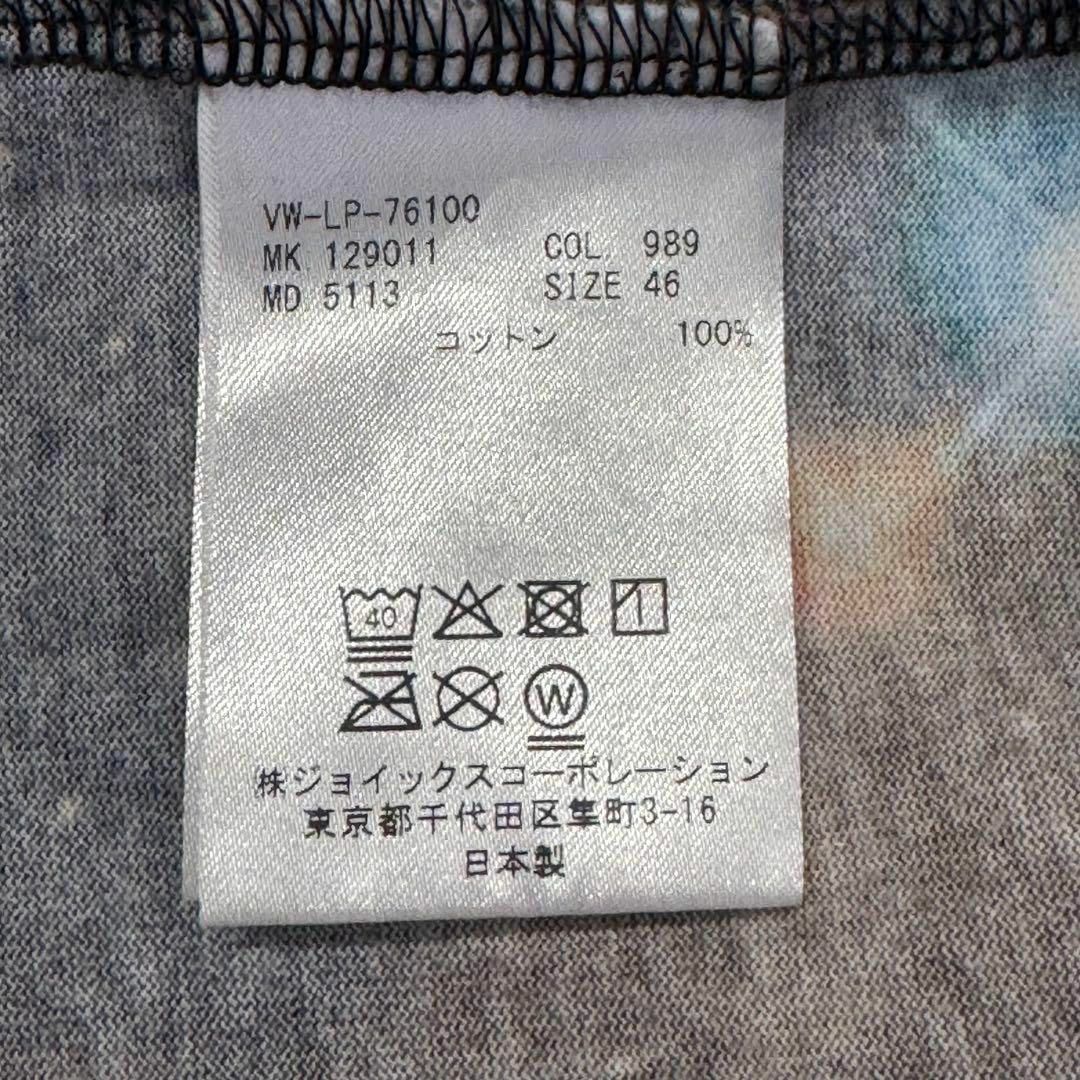 VW-LP-76100
MK 129011 COL. 989
MD 5113 SIZE 46
コットン 100%
40
W
株ジョイックスコーポレーション
東京都千代田区隼町3-16
日本製